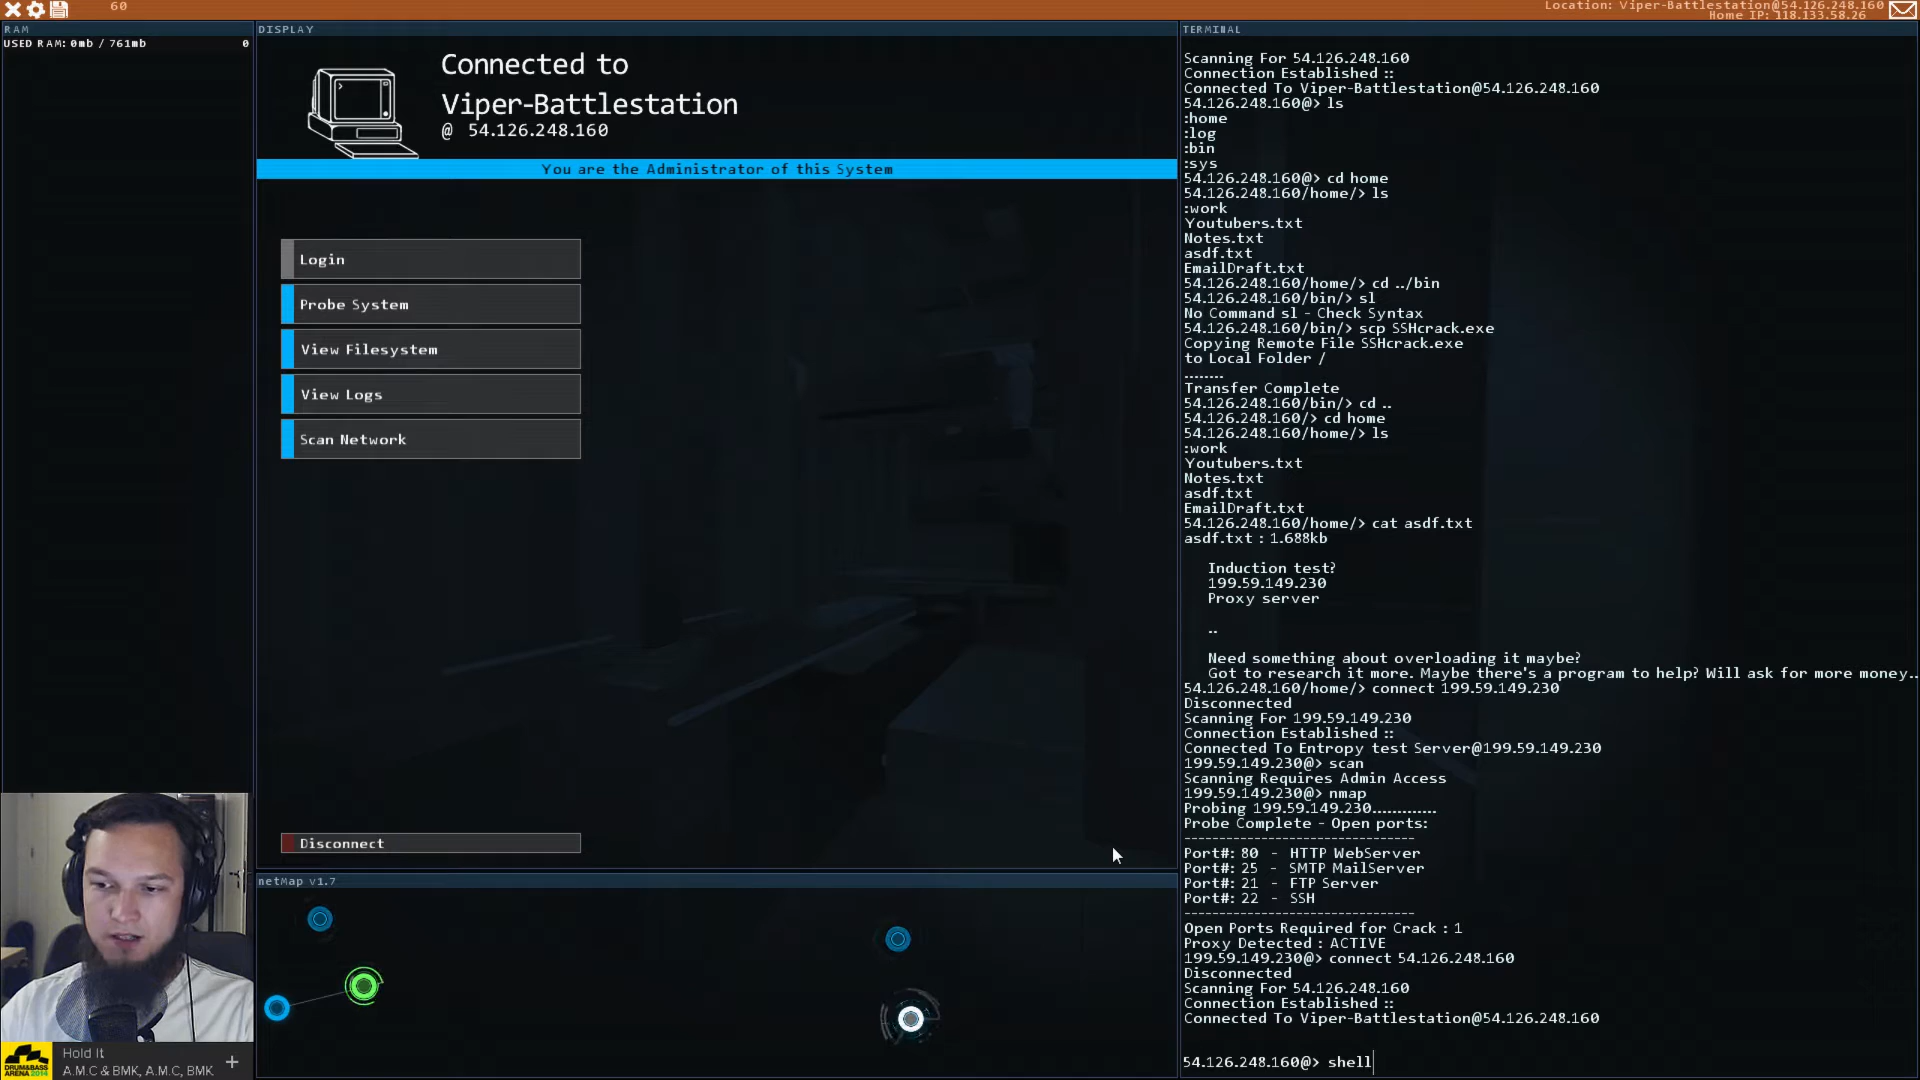 60
Location: Viper-Battlestation@54.126.248.160
Home IP: 118.133.58.26
RAM
USED RAM: 0mb / 761mb
0
DISPLAY
Connected to
Viper-Battlestation
@ 54.126.248.160
You are the Administrator of this System
Login
Probe System
View Filesystem
View Logs
Scan Network
Disconnect
netMap v1.7
Hold It
A.M.C & BMK, A.M.C, BMK
DRUM&BASS
ARENA 2014
TERMINAL
Scanning For 54.126.248.160
Connection Established ::
Connected To Viper-Battlestation@54.126.248.160
54.126.248.160@> ls
:home
:log
:bin
:sys
54.126.248.160@> cd home
54.126.248.160/home/> ls
:work
Youtubers.txt
Notes.txt
asdf.txt
EmailDraft.txt
54.126.248.160/home/> cd ../bin
54.126.248.160/bin/> sl
No Command sl - Check Syntax
54.126.248.160/bin/> scp SSHcrack.exe
Copying Remote File SSHcrack.exe
to Local Folder /
........
Transfer Complete
54.126.248.160/bin/> cd ..
54.126.248.160/> cd home
54.126.248.160/home/> ls
:work
Youtubers.txt
Notes.txt
asdf.txt
EmailDraft.txt
54.126.248.160/home/> cat asdf.txt
asdf.txt : 1.688kb
Induction test?
199.59.149.230
Proxy server
..
Need something about overloading it maybe?
Got to research it more. Maybe there's a program to help? Will ask for more money..
54.126.248.160/home/> connect 199.59.149.230
Disconnected
Scanning For 199.59.149.230
Connection Established ::
Connected To Entropy test Server@199.59.149.230
199.59.149.230@> scan
Scanning Requires Admin Access
199.59.149.230@> nmap
Probing 199.59.149.230.............
Probe Complete - Open ports:
---------------------------------
Port#: 80 - HTTP WebServer
Port#: 25 - SMTP MailServer
Port#: 21 - FTP Server
Port#: 22 - SSH
---------------------------------
Open Ports Required for Crack : 1
Proxy Detected : ACTIVE
199.59.149.230@> connect 54.126.248.160
Disconnected
Scanning For 54.126.248.160
Connection Established ::
Connected To Viper-Battlestation@54.126.248.160
54.126.248.160@> shell